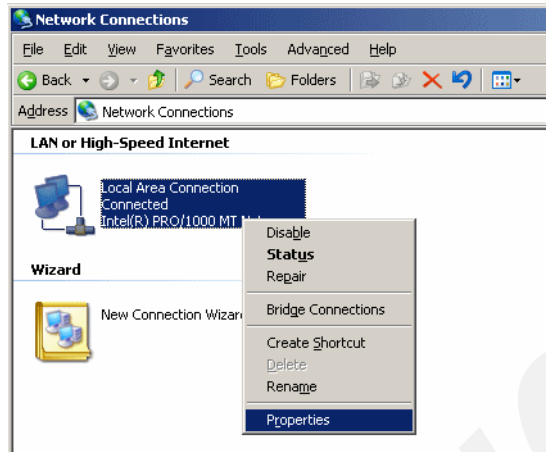 Network Connections
File Edit View Favorites Tools Advanced Help
Back Search Folders
Address Network Connections
LAN or High-Speed Internet
Local Area Connection
Connected
Intel(R) PRO/1000 MT
Disable
Status
Repair
Wizard
Bridge Connections
New Connection Wizard
Create Shortcut
Delete
Rename
Properties